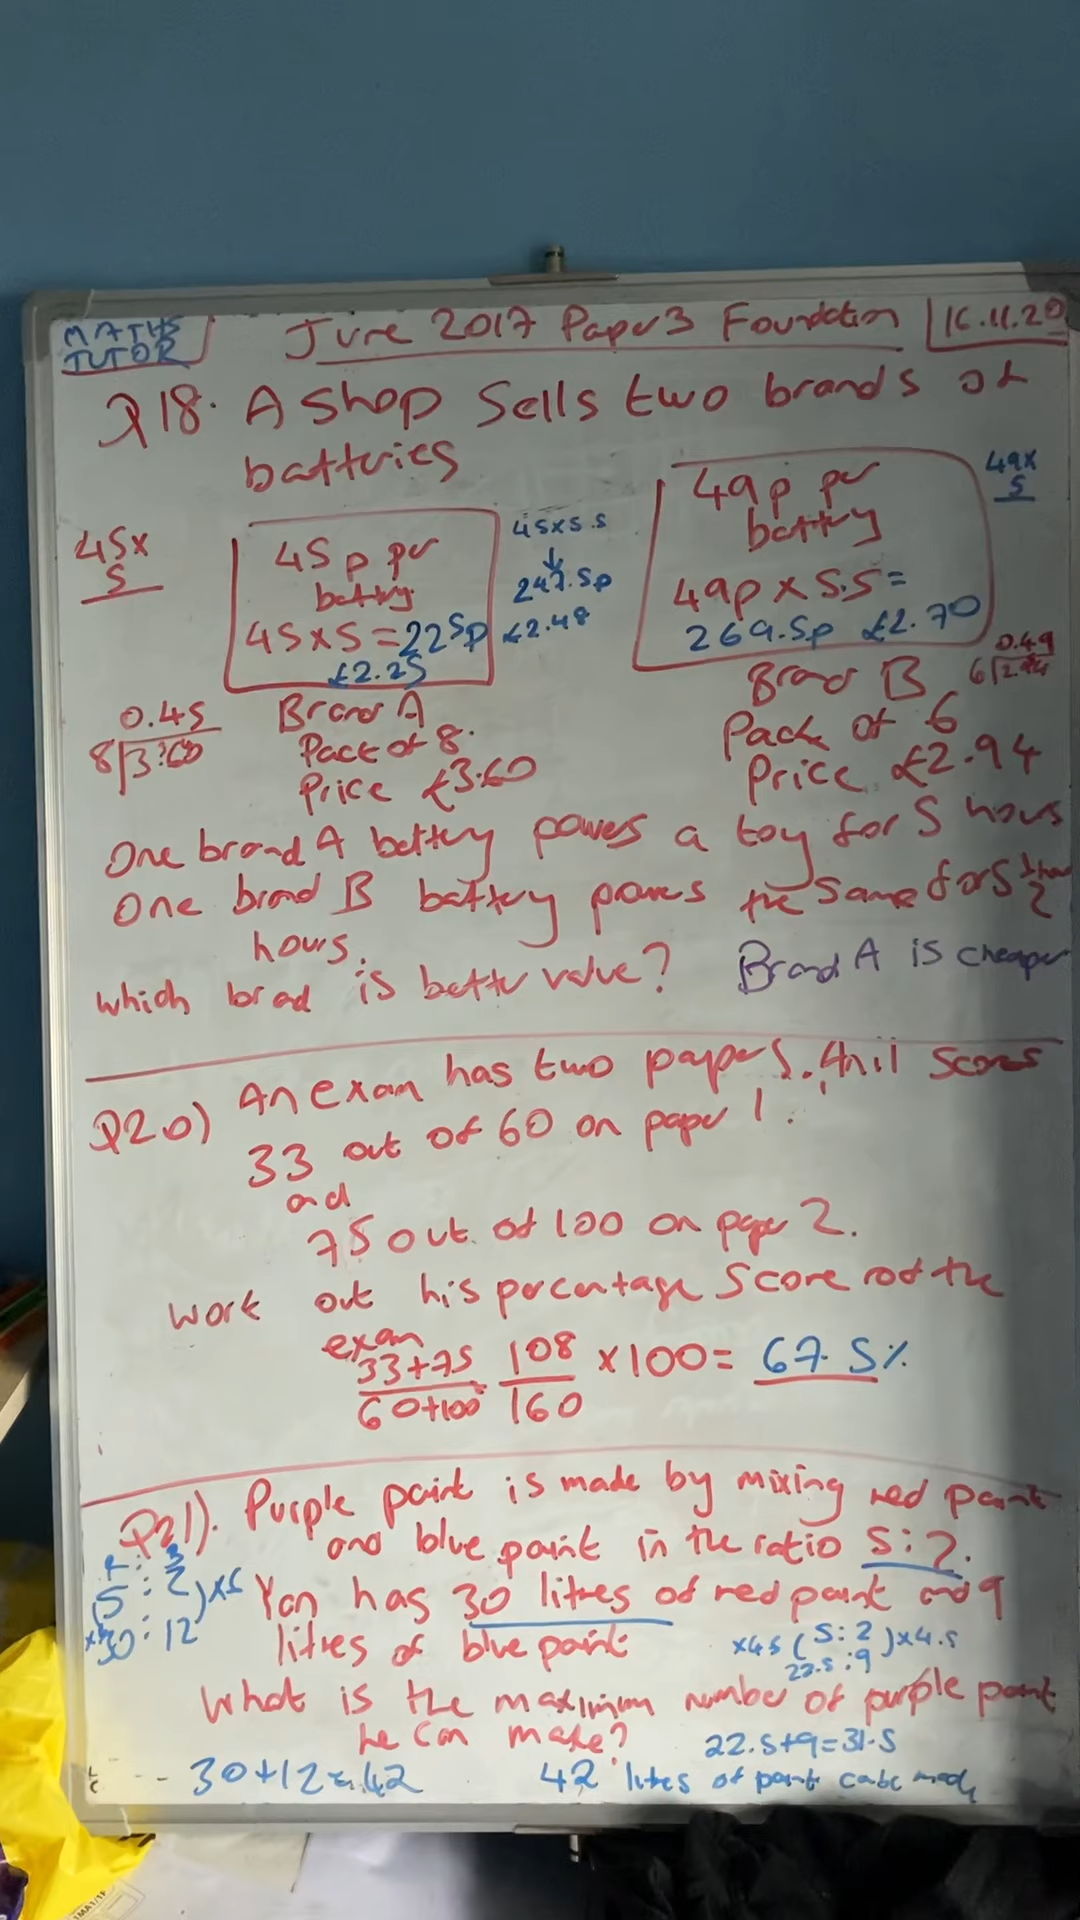 MATHS
TUTOR
June 2017 Paper 3 Foundation
16.11.20
Q18. A shop sells two brands of
batteries
45x
5
45 p per
battery
45x5 = 225p
£2.25
45x5.5
↓
247.5p
£2.48
49p per
battery
49p x 5.5 =
269.5p £2.70
49x
5
0.45
8 3.60
Brand A
Pack of 8.
Price £3.60
Brand B
Pack of 6
Price £2.94
0.49
6 2.94
One brand A battery powers a toy for 5 hours
One brand B battery powers the same for 5 1/2
hours.
which brad is better value? Brand A is cheaper
Q20) An exam has two papers. Anil scores
33 out of 60 on paper 1.
and
75 out of 100 on paper 2.
Work out his percentage score for the
exam
33+75
60+100
108
160
x100= 67.5%
Q21). Purple paint is made by mixing red paint
and blue paint in the ratio 5:2.
5 : 2 )x6
30 : 12
Yan has 30 litres of red paint and 9
litres of blue paint
x4.5 ( 5:2 ) x4.5
22.5:9
What is the maximum number of purple paint
he can make?
22.5+9=31.5
30+12=42
42 litres of paint